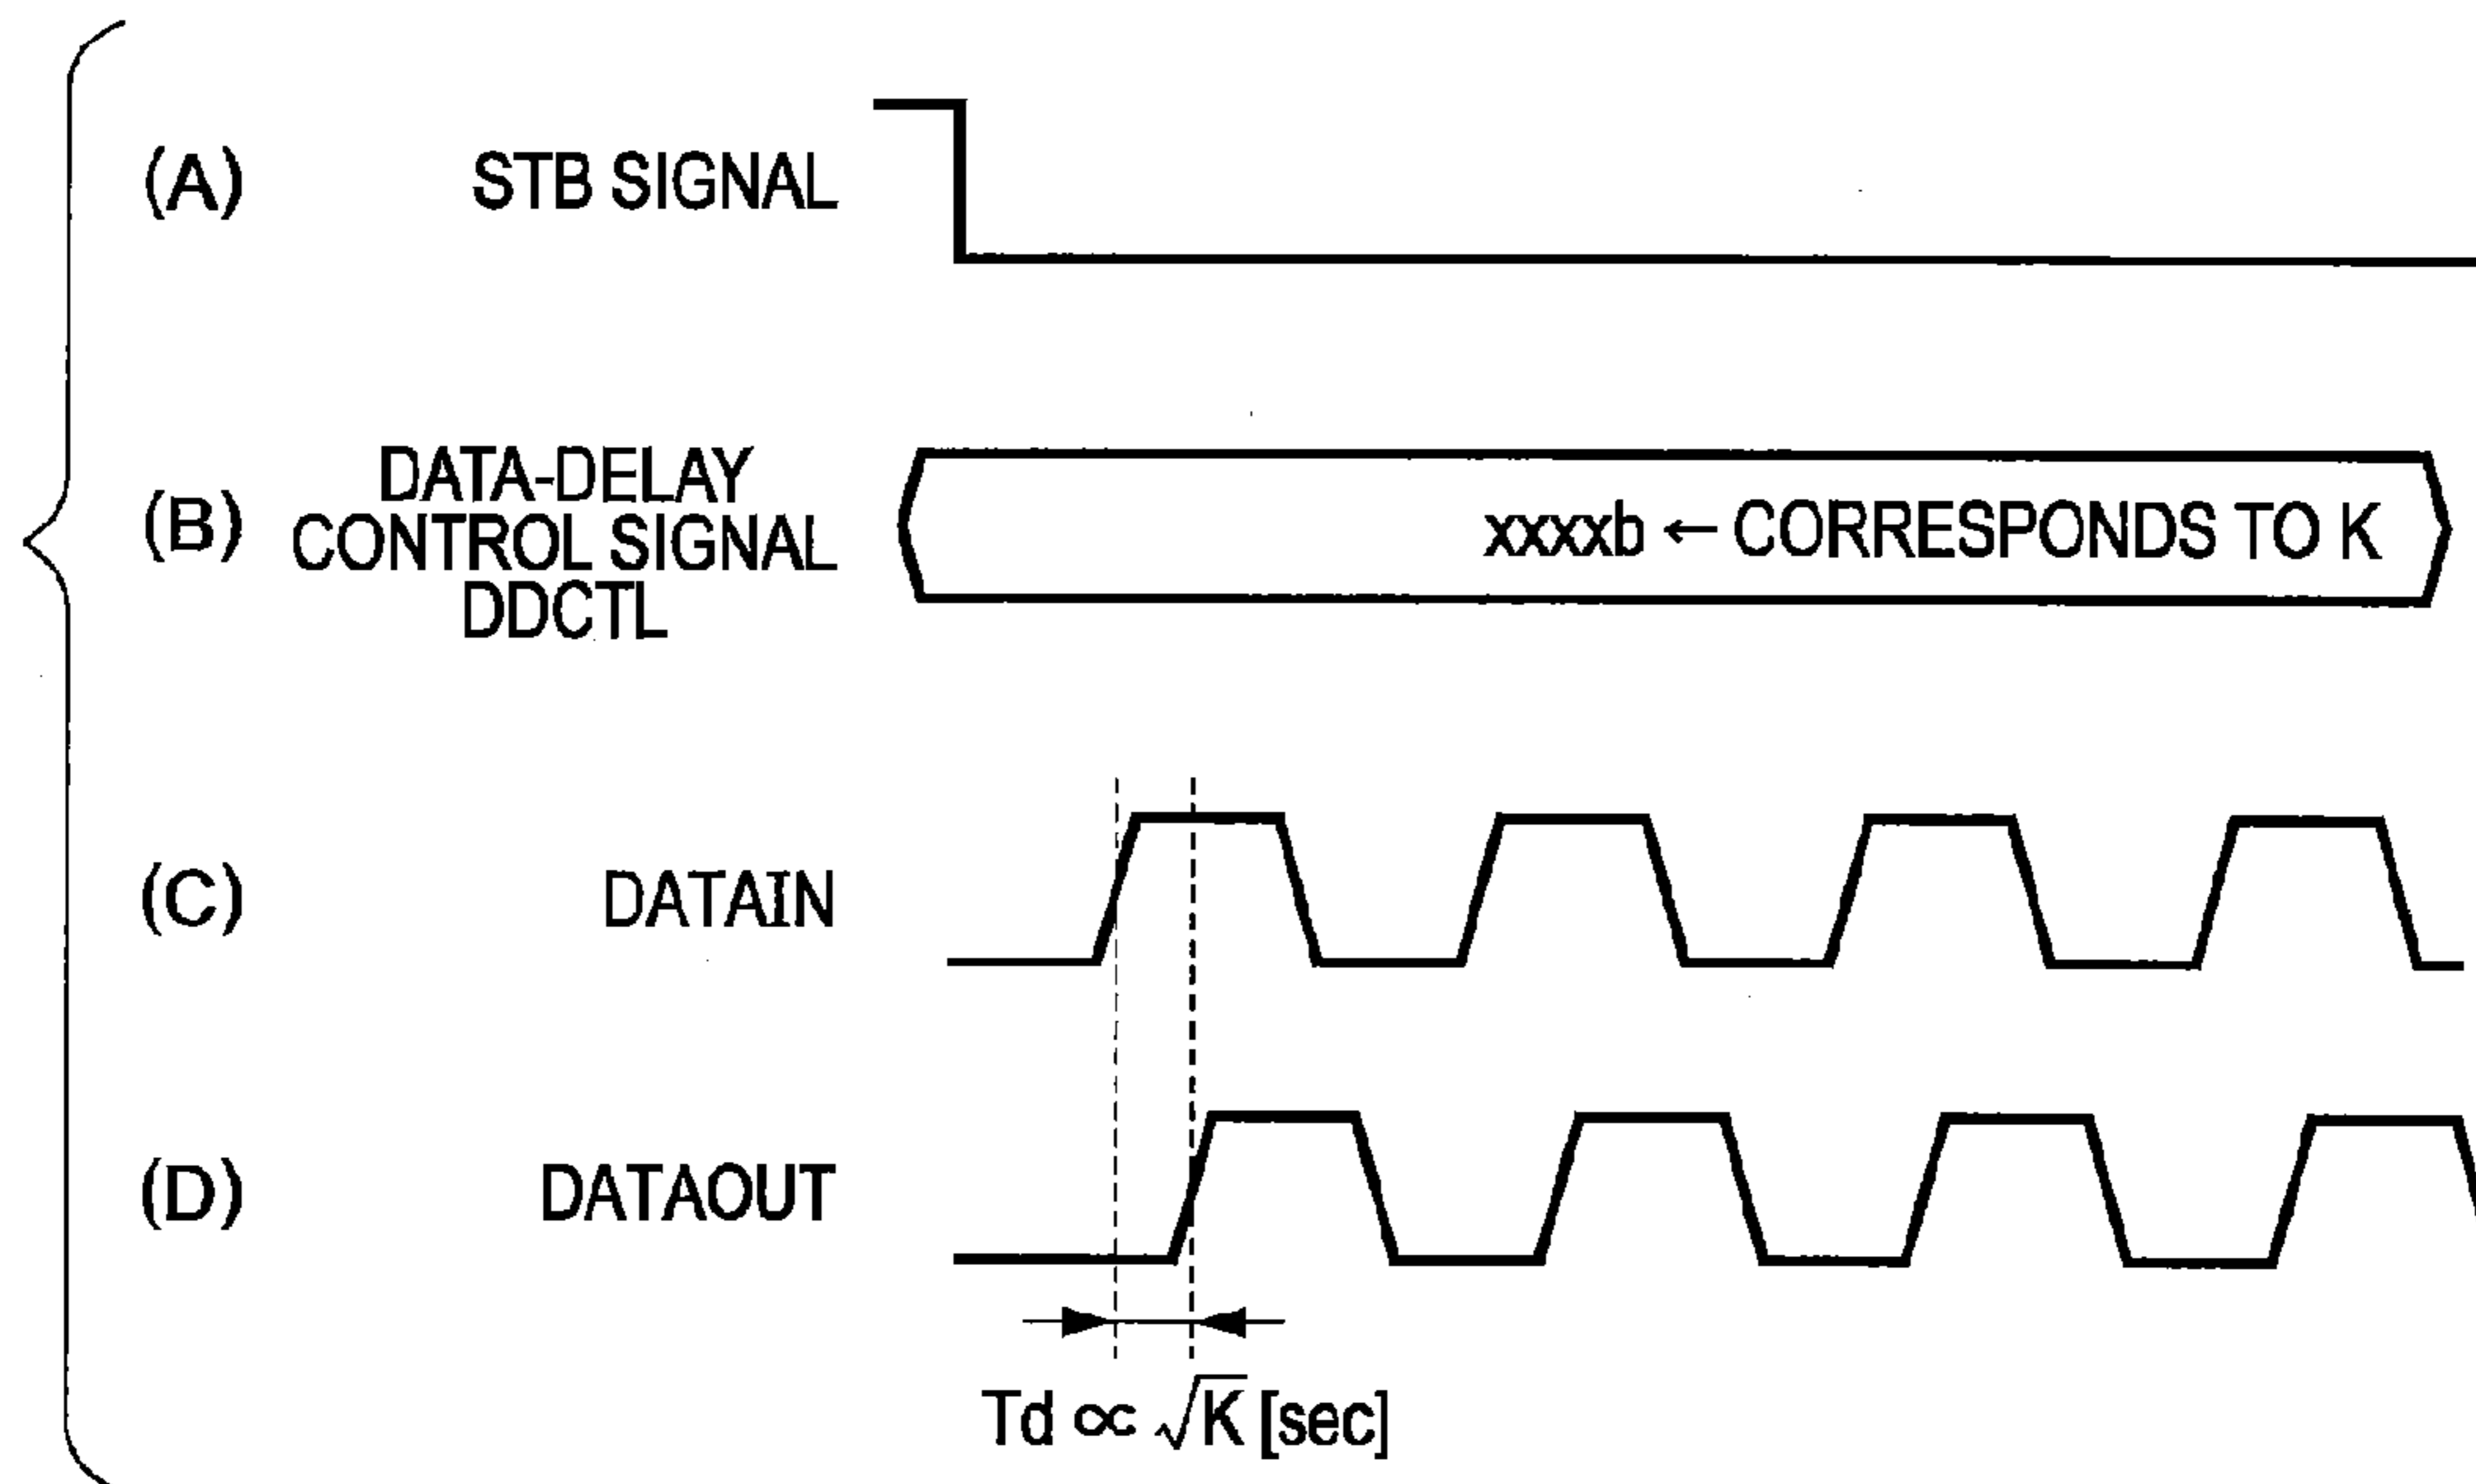 (A) STB SIGNAL
(B) DATA-DELAY
CONTROL SIGNAL
DDCTL
xxxxb ← CORRESPONDS TO K
(C) DATAIN
(D) DATAOUT
Td ∝ √K [sec]